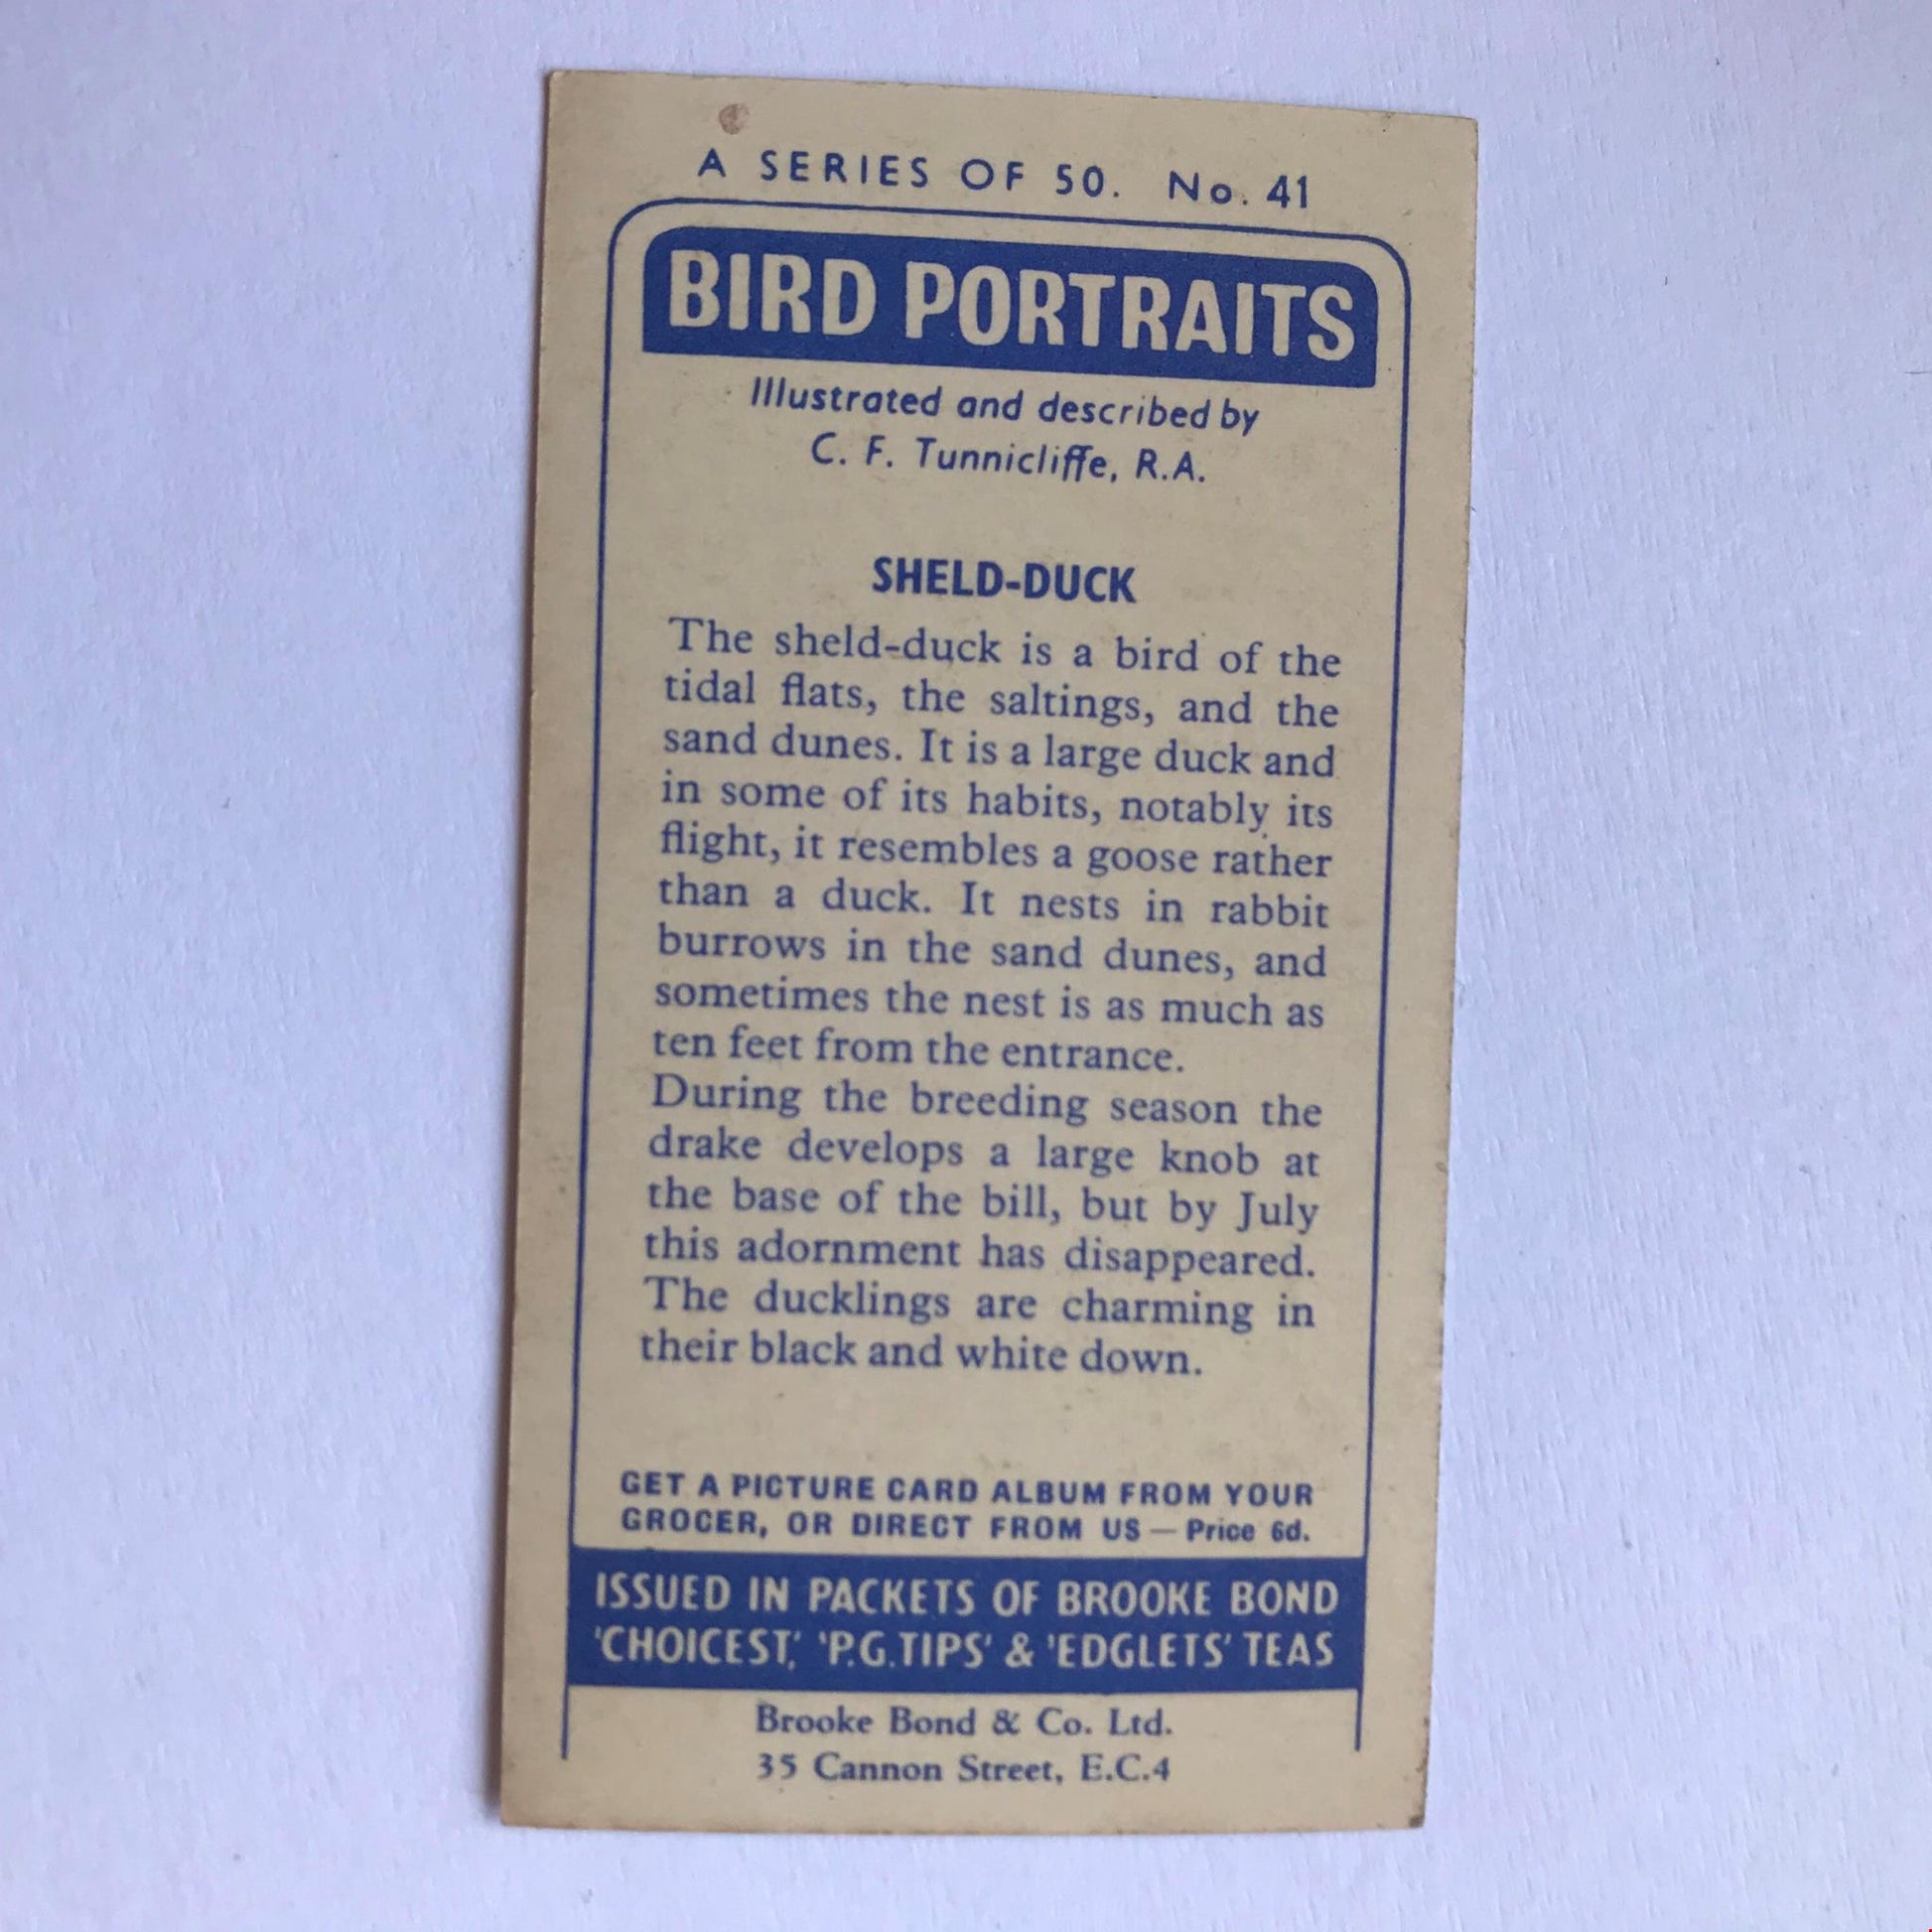 A SERIES OF 50. No. 41
BIRD PORTRAITS
Illustrated and described by
C. F. Tunnicliffe, R.A.
SHELD-DUCK
The sheld-duck is a bird of the
tidal flats, the saltings, and the
sand dunes. It is a large duck and
in some of its habits, notably its
flight, it resembles a goose rather
than a duck. It nests in rabbit
burrows in the sand dunes, and
sometimes the nest is as much as
ten feet from the entrance.
During the breeding season the
drake develops a large knob at
the base of the bill, but by July
this adornment has disappeared.
The ducklings are charming in
their black and white down.
GET A PICTURE CARD ALBUM FROM YOUR
GROCER, OR DIRECT FROM US — Price 6d.
ISSUED IN PACKETS OF BROOKE BOND
'CHOICEST,' 'P.G.TIPS' & 'EDGLETS' TEAS
Brooke Bond & Co. Ltd.
35 Cannon Street, E.C.4